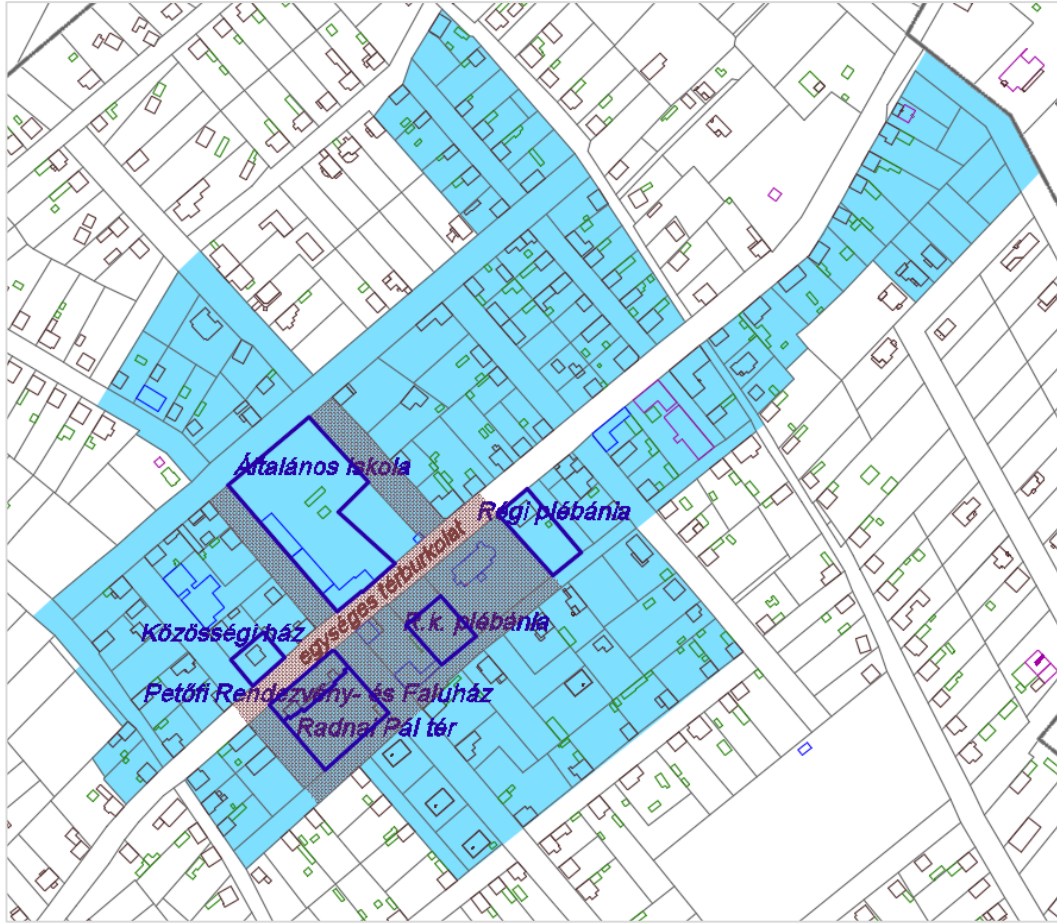 Általános Iskola
Régi plébánia
egységes térburkolat
R.k. plébánia
Közösségi ház
Petőfi Rendezvény- és Faluház
Radnai Pál tér